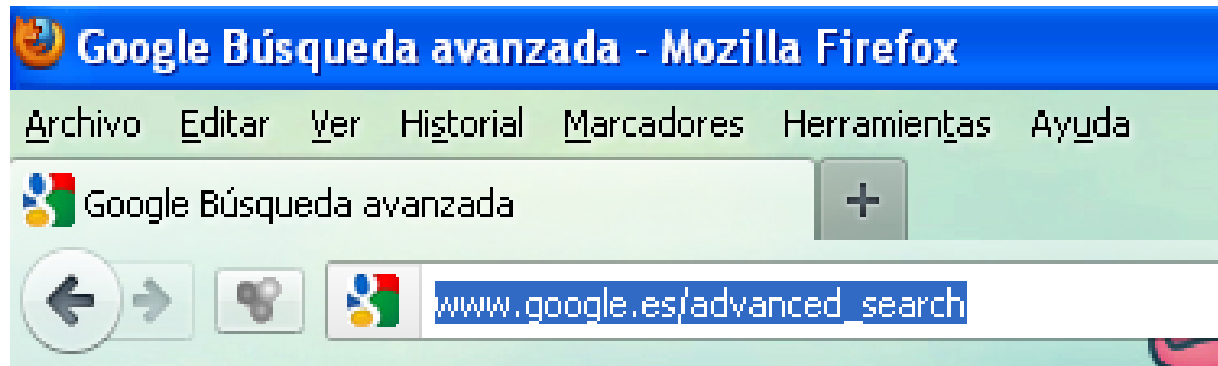 Google Búsqueda avanzada - Mozilla Firefox
Archivo Editar Ver Historial Marcadores Herramientas Ayuda
Google Búsqueda avanzada
www.google.es/advanced_search